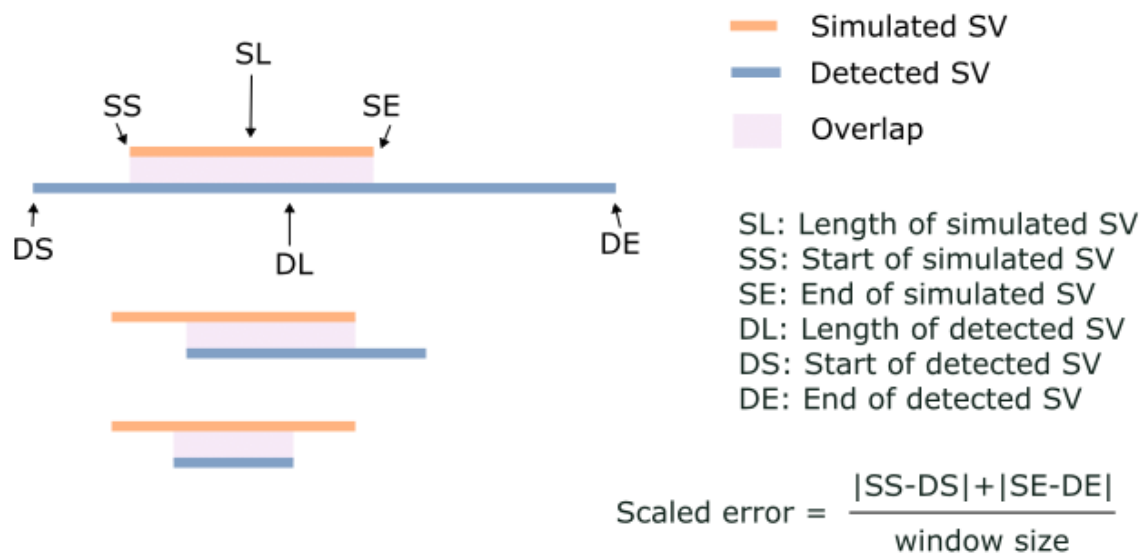 SL
SS
SE
DS
DL
DE
Simulated SV
Detected SV
Overlap
SL: Length of simulated SV
SS: Start of simulated SV
SE: End of simulated SV
DL: Length of detected SV
DS: Start of detected SV
DE: End of detected SV
|SS-DS|+|SE-DE|
Scaled error =
window size